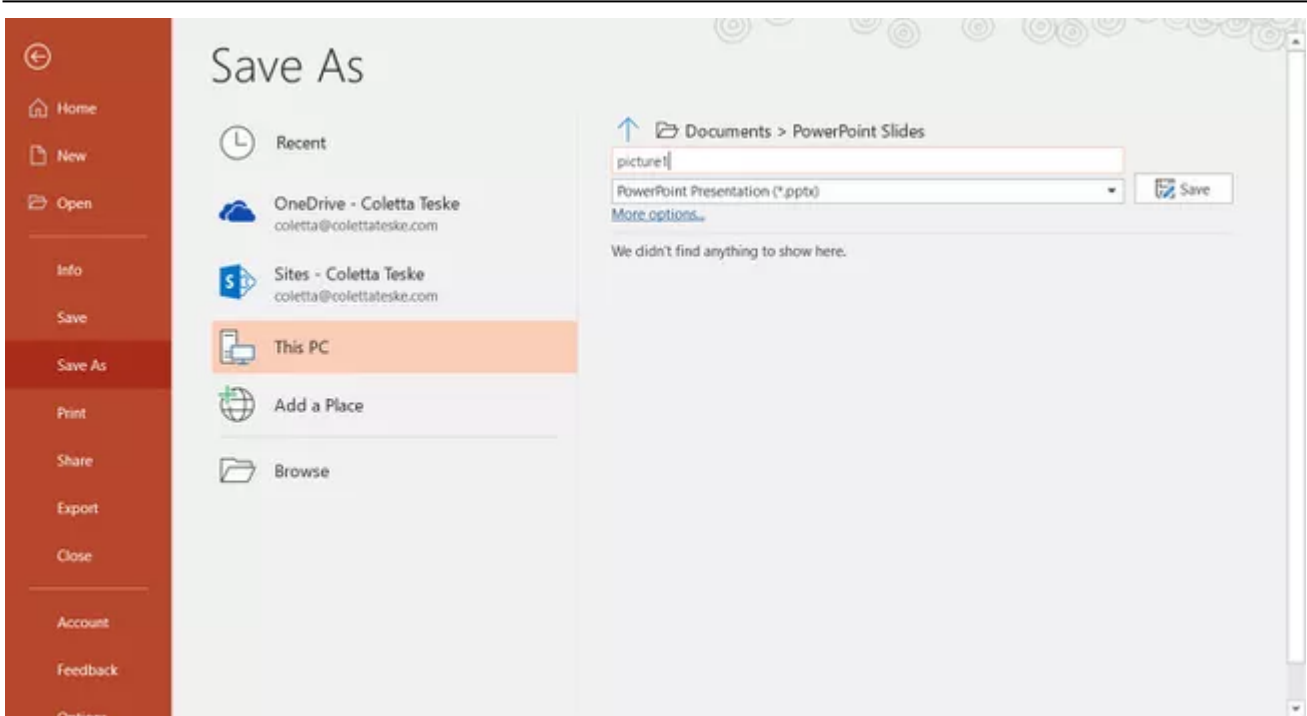 Save As
Home
New
Open
Info
Save
Save As
Print
Share
Export
Close
Account
Feedback
Options
Recent
OneDrive - Coletta Teske
coletta@colettateske.com
Sites - Coletta Teske
coletta@colettateske.com
This PC
Add a Place
Browse
Documents > PowerPoint Slides
picture1
PowerPoint Presentation (*.pptx)
Save
More options...
We didn't find anything to show here.